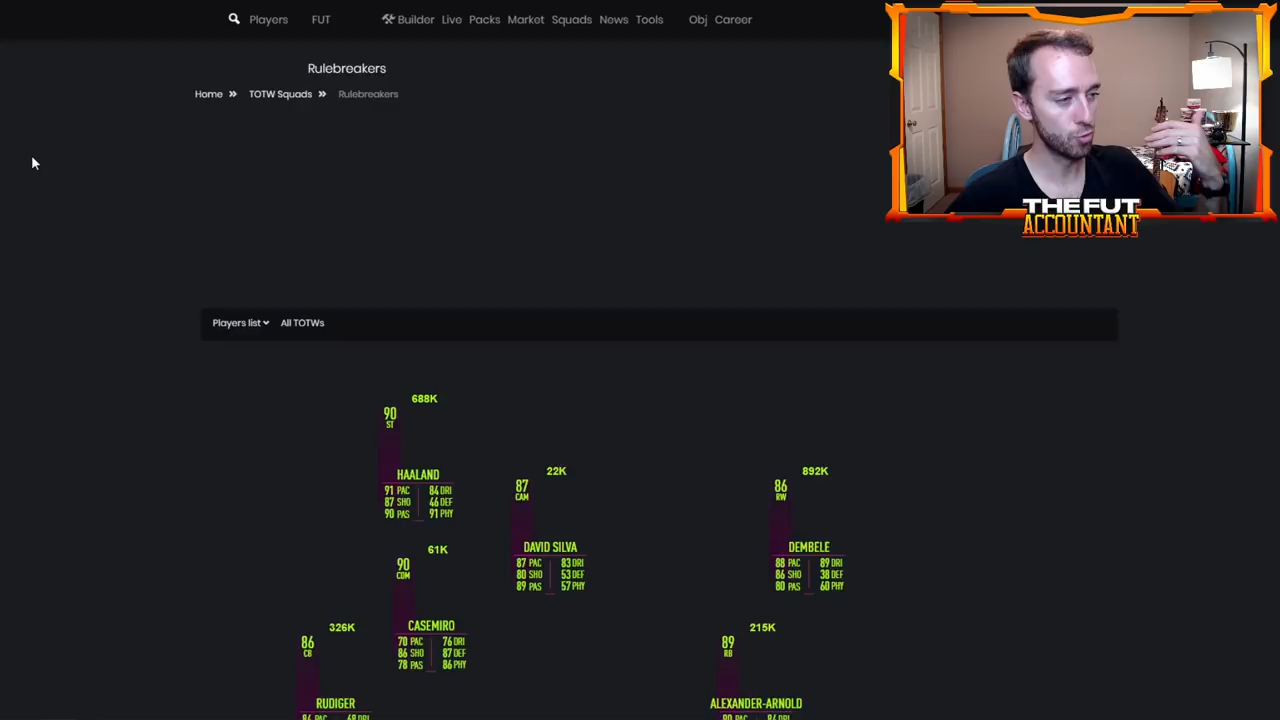 Players FUT Builder Live Packs Market Squads News Tools Obj Career
Rulebreakers
Home » TOTW Squads » Rulebreakers
THE FUT
ACCOUNTANT
Players list All TOTWs
688K
90
ST
HAALAND
91 PAC 84 DRI
87 SHO 46 DEF
90 PAS 91 PHY
22K
87
CAM
DAVID SILVA
87 PAC 83 DRI
80 SHO 53 DEF
89 PAS 57 PHY
892K
86
RW
DEMBELE
88 PAC 89 DRI
86 SHO 38 DEF
80 PAS 60 PHY
61K
90
CDM
CASEMIRO
70 PAC 76 DRI
86 SHO 87 DEF
78 PAS 86 PHY
326K
86
CB
RUDIGER
215K
89
RB
ALEXANDER-ARNOLD